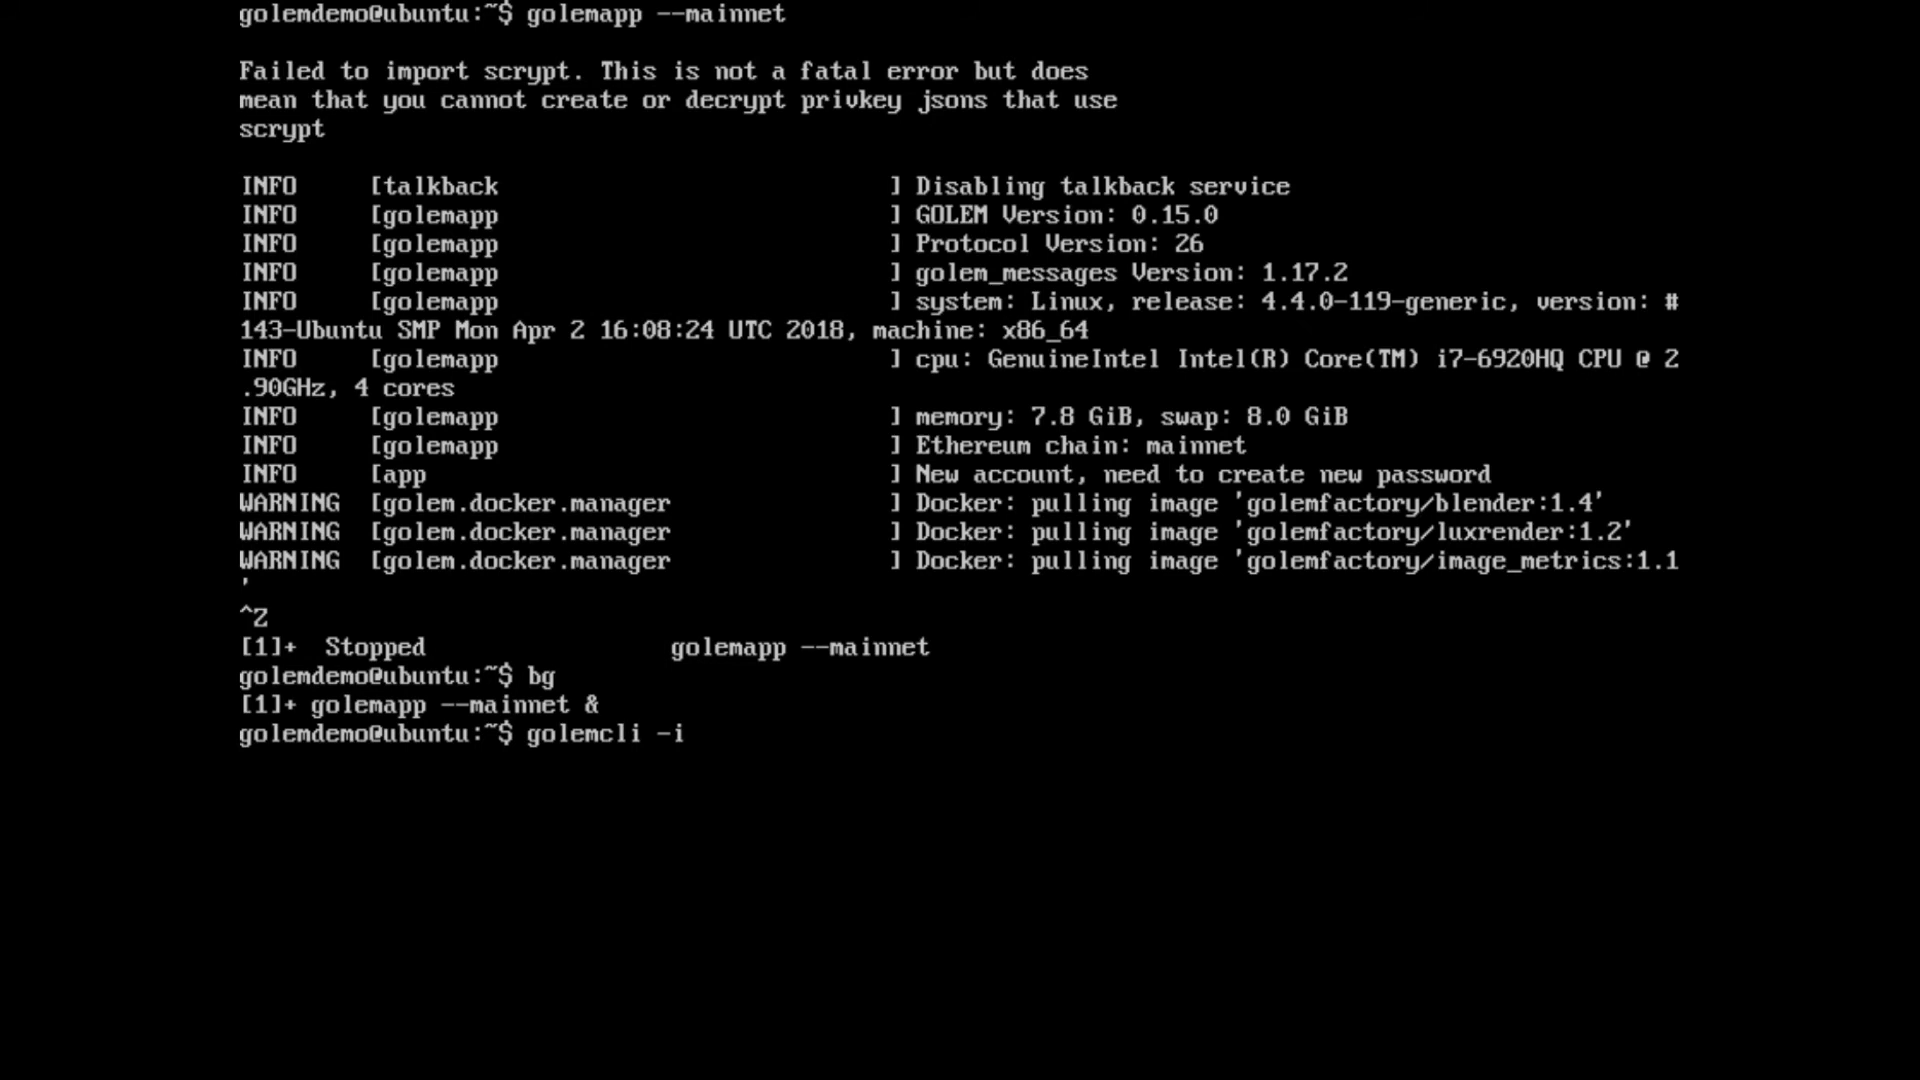 golemdemo@ubuntu:~$ golemapp --mainnet
Failed to import scrypt. This is not a fatal error but does
mean that you cannot create or decrypt privkey jsons that use
scrypt
INFO     [talkback                           ] Disabling talkback service
INFO     [golemapp                           ] GOLEM Version: 0.15.0
INFO     [golemapp                           ] Protocol Version: 26
INFO     [golemapp                           ] golem_messages Version: 1.17.2
INFO     [golemapp                           ] system: Linux, release: 4.4.0-119-generic, version: #
143-Ubuntu SMP Mon Apr 2 16:08:24 UTC 2018, machine: x86_64
INFO     [golemapp                           ] cpu: GenuineIntel Intel(R) Core(TM) i7-6920HQ CPU @ 2
.90GHz, 4 cores
INFO     [golemapp                           ] memory: 7.8 GiB, swap: 8.0 GiB
INFO     [golemapp                           ] Ethereum chain: mainnet
INFO     [app                                ] New account, need to create new password
WARNING  [golem.docker.manager               ] Docker: pulling image 'golemfactory/blender:1.4'
WARNING  [golem.docker.manager               ] Docker: pulling image 'golemfactory/luxrender:1.2'
WARNING  [golem.docker.manager               ] Docker: pulling image 'golemfactory/image_metrics:1.1
'
^Z
[1]+  Stopped                 golemapp --mainnet
golemdemo@ubuntu:~$ bg
[1]+ golemapp --mainnet &
golemdemo@ubuntu:~$ golemcli -i